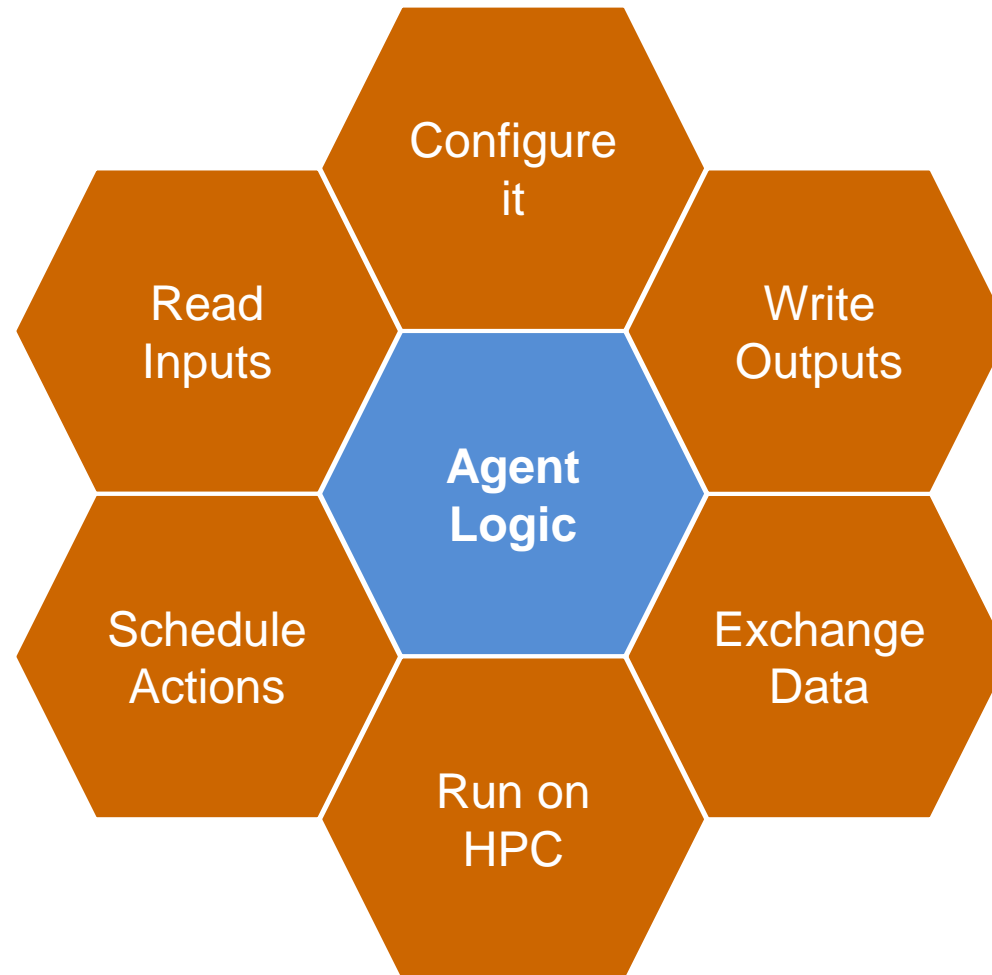 Configure
it
Read
Inputs
Write
Outputs
Agent
Logic
Schedule
Actions
Exchange
Data
Run on
HPC